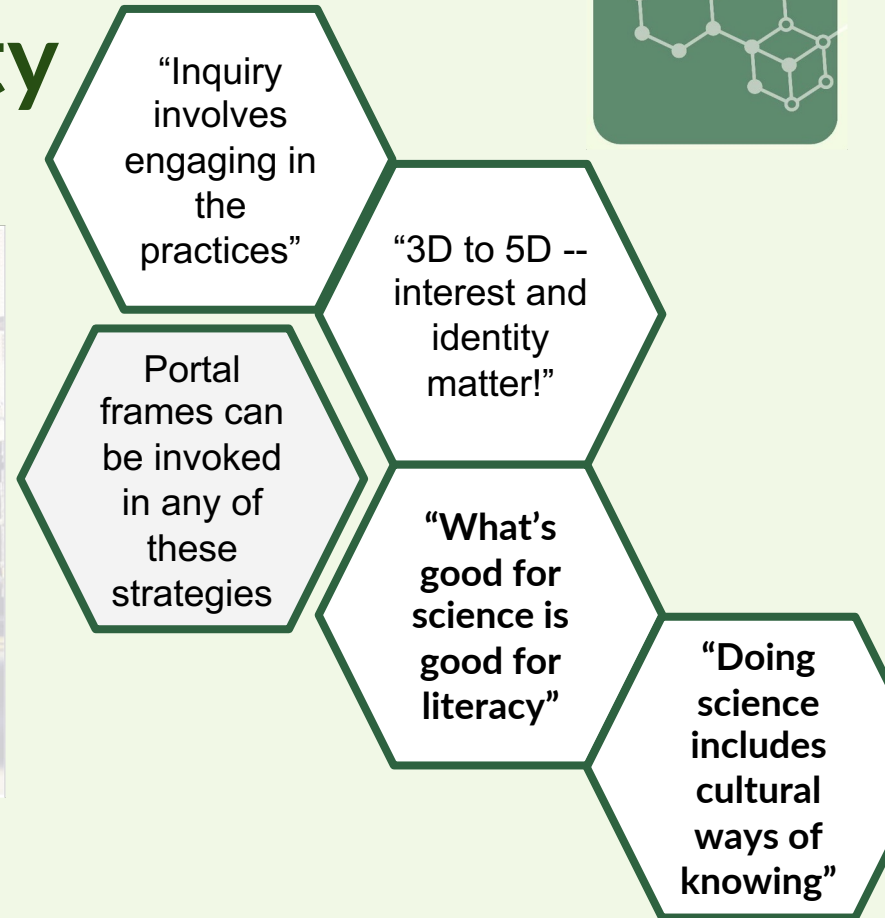 ty
“Inquiry
involves
engaging in
the
practices”
“3D to 5D --
interest and
identity
matter!”
Portal
frames can
be invoked
in any of
these
strategies
“What’s
good for
science is
good for
literacy”
“Doing
science
includes
cultural
ways of
knowing”